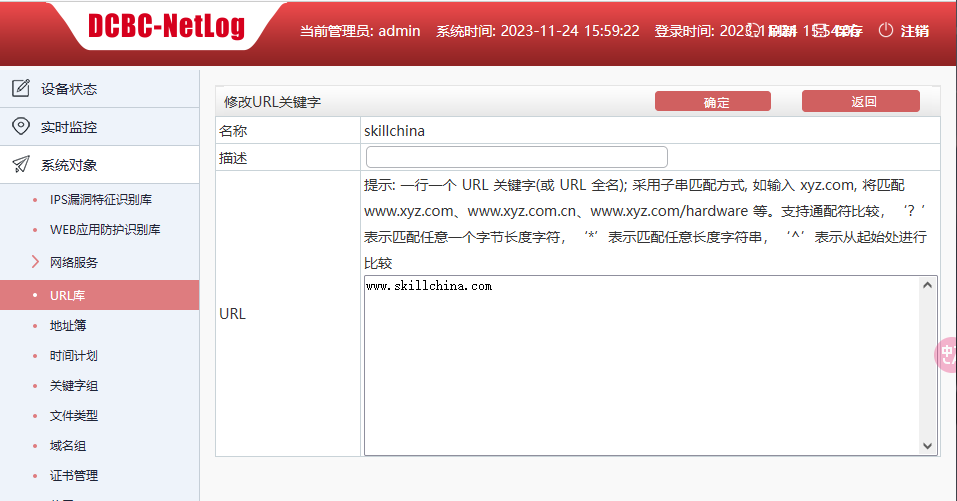 DCBC-NetLog
当前管理员: admin 系统时间: 2023-11-24 15:59:22 登录时间: 2023-11-24 15:54:05 刷新 保存 注销
设备状态
实时监控
系统对象
IPS漏洞特征识别库
WEB应用防护识别库
网络服务
URL库
地址簿
时间计划
关键字组
文件类型
域名组
证书管理
修改URL关键字 确定 返回
名称 skillchina
描述
URL
提示: 一行一个 URL 关键字(或 URL 全名); 采用子串匹配方式, 如输入 xyz.com, 将匹配
www.xyz.com、www.xyz.com.cn、www.xyz.com/hardware 等。支持通配符比较，‘?’
表示匹配任意一个字节长度字符，‘*’表示匹配任意长度字符串，‘^’表示从起始处进行
比较
www.skillchina.com